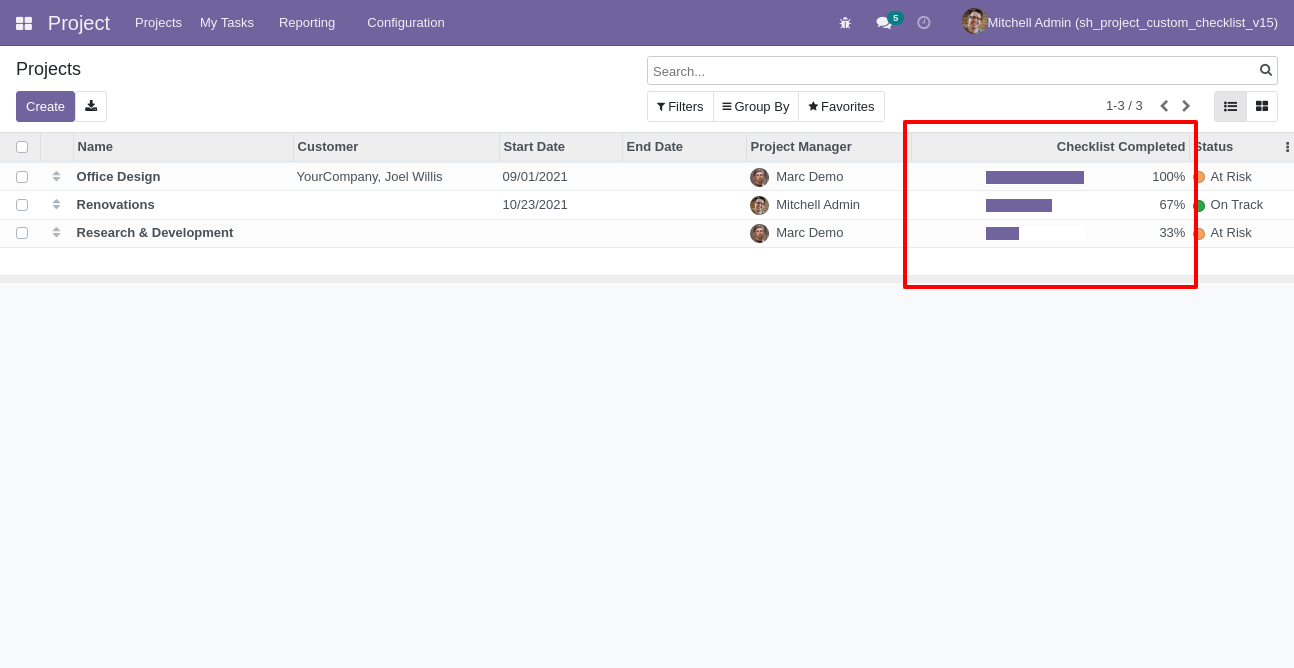 Project Projects My Tasks Reporting Configuration 5 Mitchell Admin (sh_project_custom_checklist_v15)
Projects
Search...
Create Filters Group By Favorites 1-3 / 3
Name Customer Start Date End Date Project Manager Checklist Completed Status
Office Design YourCompany, Joel Willis 09/01/2021 Marc Demo 100% At Risk
Renovations 10/23/2021 Mitchell Admin 67% On Track
Research & Development Marc Demo 33% At Risk